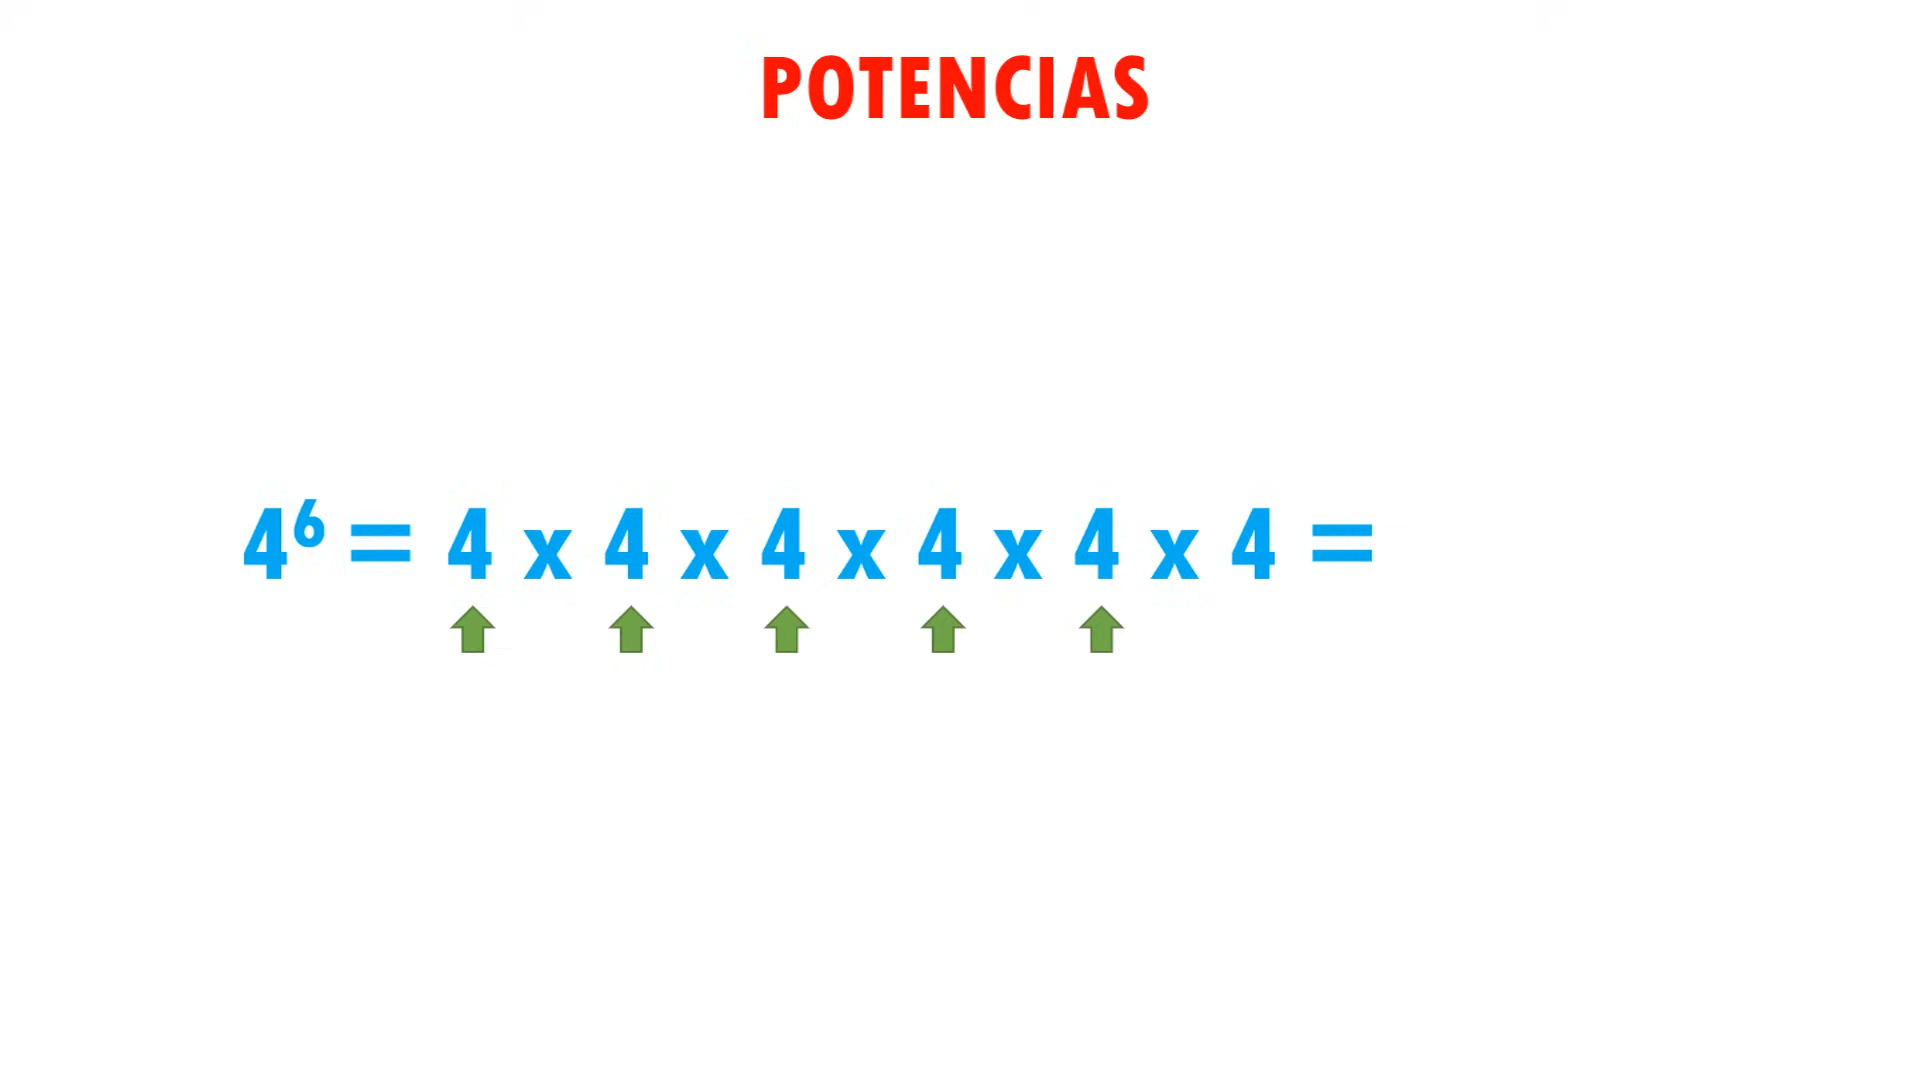 POTENCIAS
4⁶ = 4 x 4 x 4 x 4 x 4 x 4 =